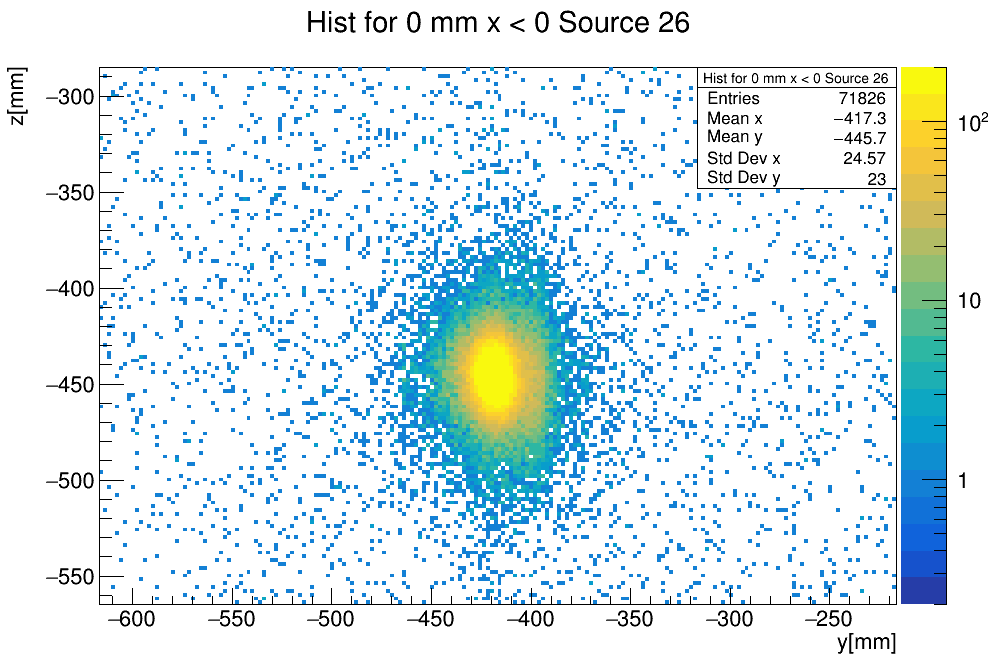 Hist for 0 mm x < 0 Source 26
z[mm]
Hist for 0 mm x < 0 Source 26
Entries 71826
Mean x −417.3
Mean y −445.7
Std Dev x 24.57
Std Dev y 23
−300
−350
−400
−450
−500
−550
10²
10
1
−600 −550 −500 −450 −400 −350 −300 −250
y[mm]